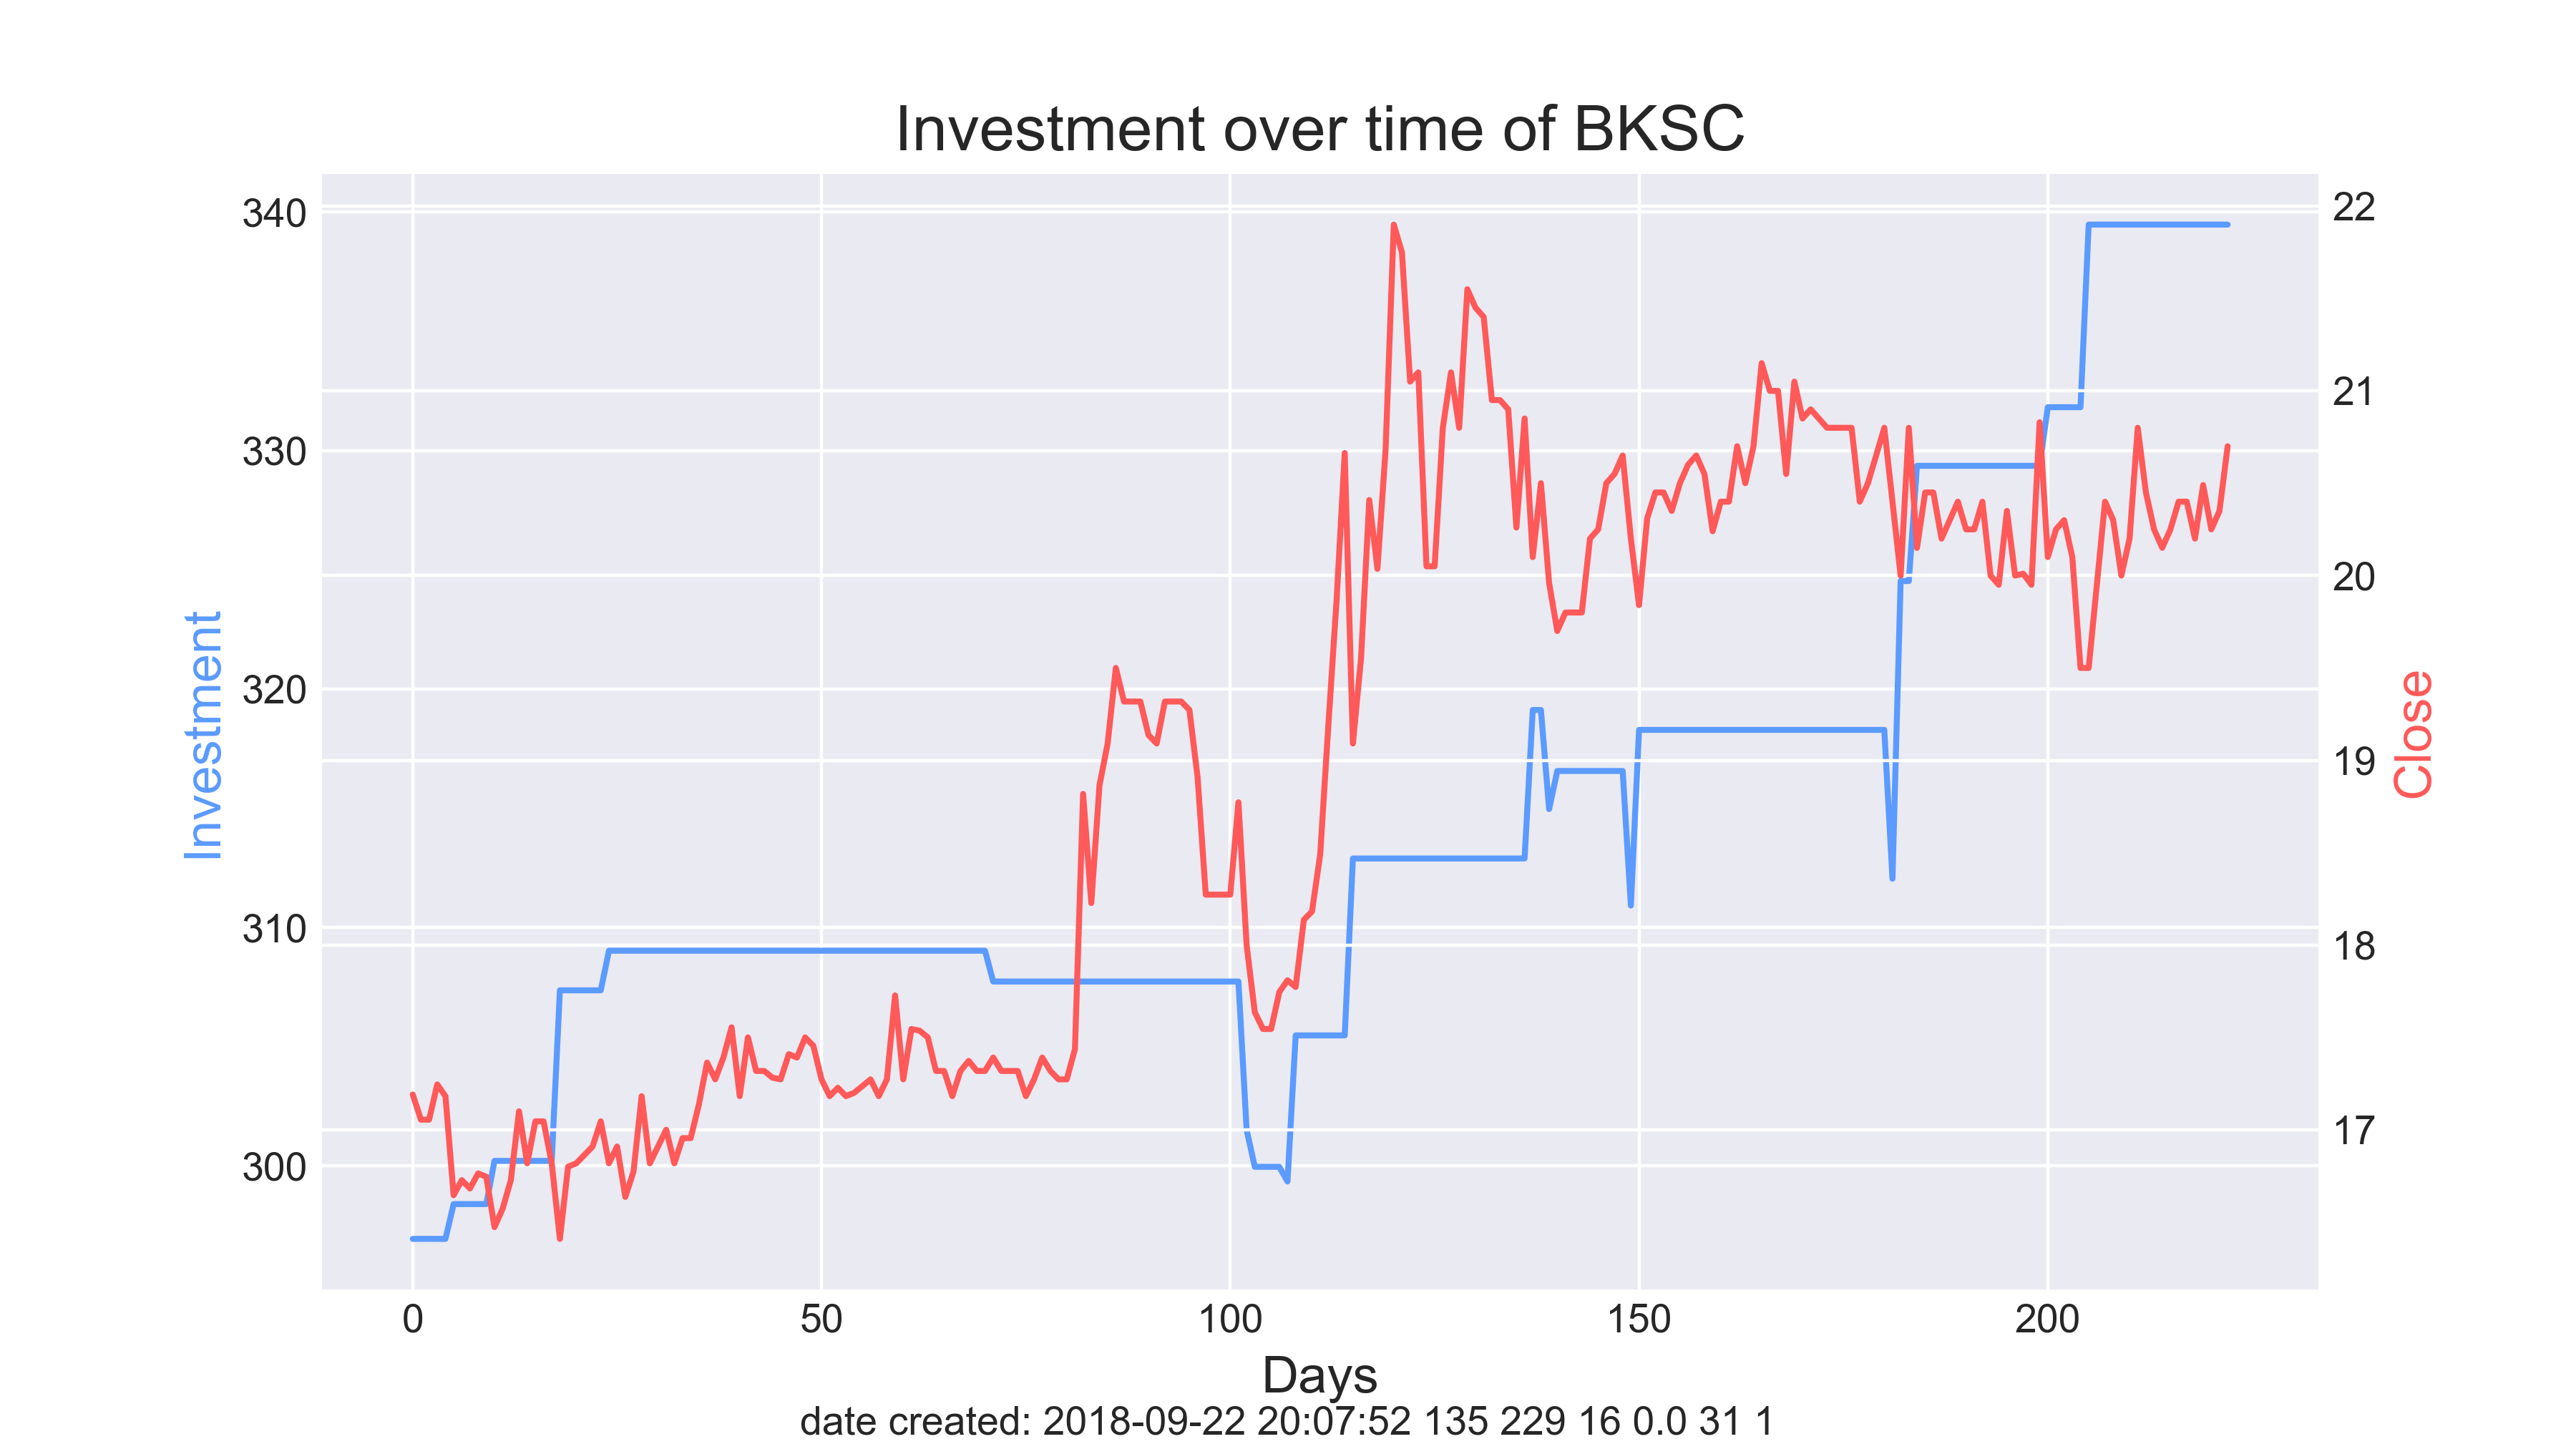 Investment over time of BKSC
340
330
320
310
300
Investment
22
21
20
19
18
17
Close
0 50 100 150 200
Days
date created: 2018-09-22 20:07:52 135 229 16 0.0 31 1